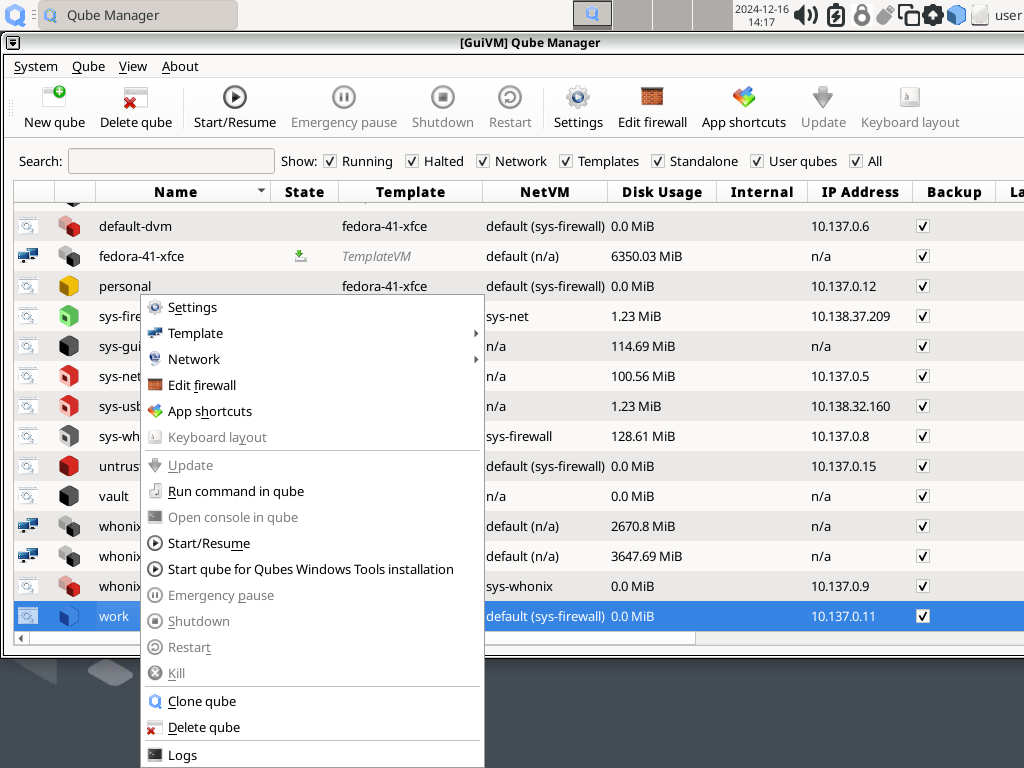 Qube Manager
2024-12-16
14:17
user
[GuiVM] Qube Manager
System Qube View About
New qube Delete qube Start/Resume Emergency pause Shutdown Restart Settings Edit firewall App shortcuts Update Keyboard layout
Search: Show: Running Halted Network Templates Standalone User qubes All
Name State Template NetVM Disk Usage Internal IP Address Backup La
default-dvm fedora-41-xfce default (sys-firewall) 0.0 MiB 10.137.0.6
fedora-41-xfce TemplateVM default (n/a) 6350.03 MiB n/a
personal fedora-41-xfce default (sys-firewall) 0.0 MiB 10.137.0.12
sys-fire sys-net 1.23 MiB 10.138.37.209
sys-gui n/a 114.69 MiB n/a
sys-net n/a 100.56 MiB 10.137.0.5
sys-usb n/a 1.23 MiB 10.138.32.160
sys-wh sys-firewall 128.61 MiB 10.137.0.8
untrus default (sys-firewall) 0.0 MiB 10.137.0.15
vault n/a 0.0 MiB n/a
whonix default (n/a) 2670.8 MiB n/a
whonix default (n/a) 3647.69 MiB n/a
whonix sys-whonix 0.0 MiB 10.137.0.9
work default (sys-firewall) 0.0 MiB 10.137.0.11
Settings
Template
Network
Edit firewall
App shortcuts
Keyboard layout
Update
Run command in qube
Open console in qube
Start/Resume
Start qube for Qubes Windows Tools installation
Emergency pause
Shutdown
Restart
Kill
Clone qube
Delete qube
Logs